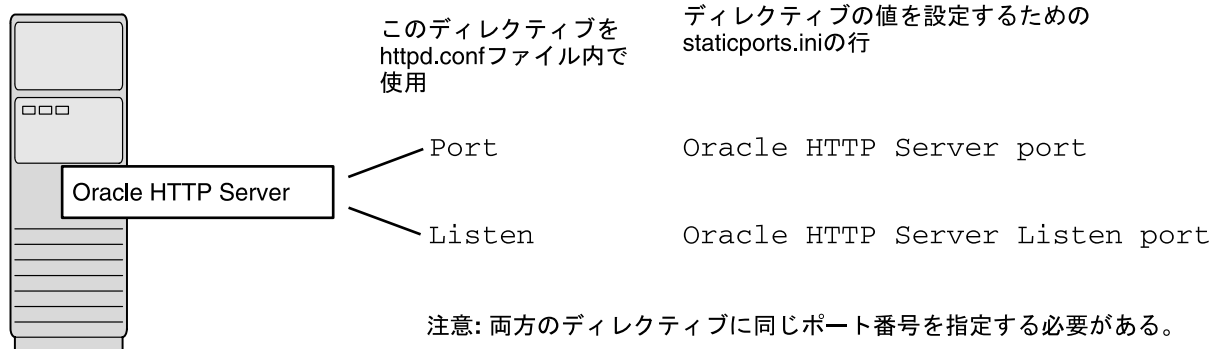 このディレクティブを
httpd.confファイル内で
使用
ディレクティブの値を設定するための
staticports.iniの行
Port
Oracle HTTP Server port
Oracle HTTP Server
Listen
Oracle HTTP Server Listen port
注意: 両方のディレクティブに同じポート番号を指定する必要がある。